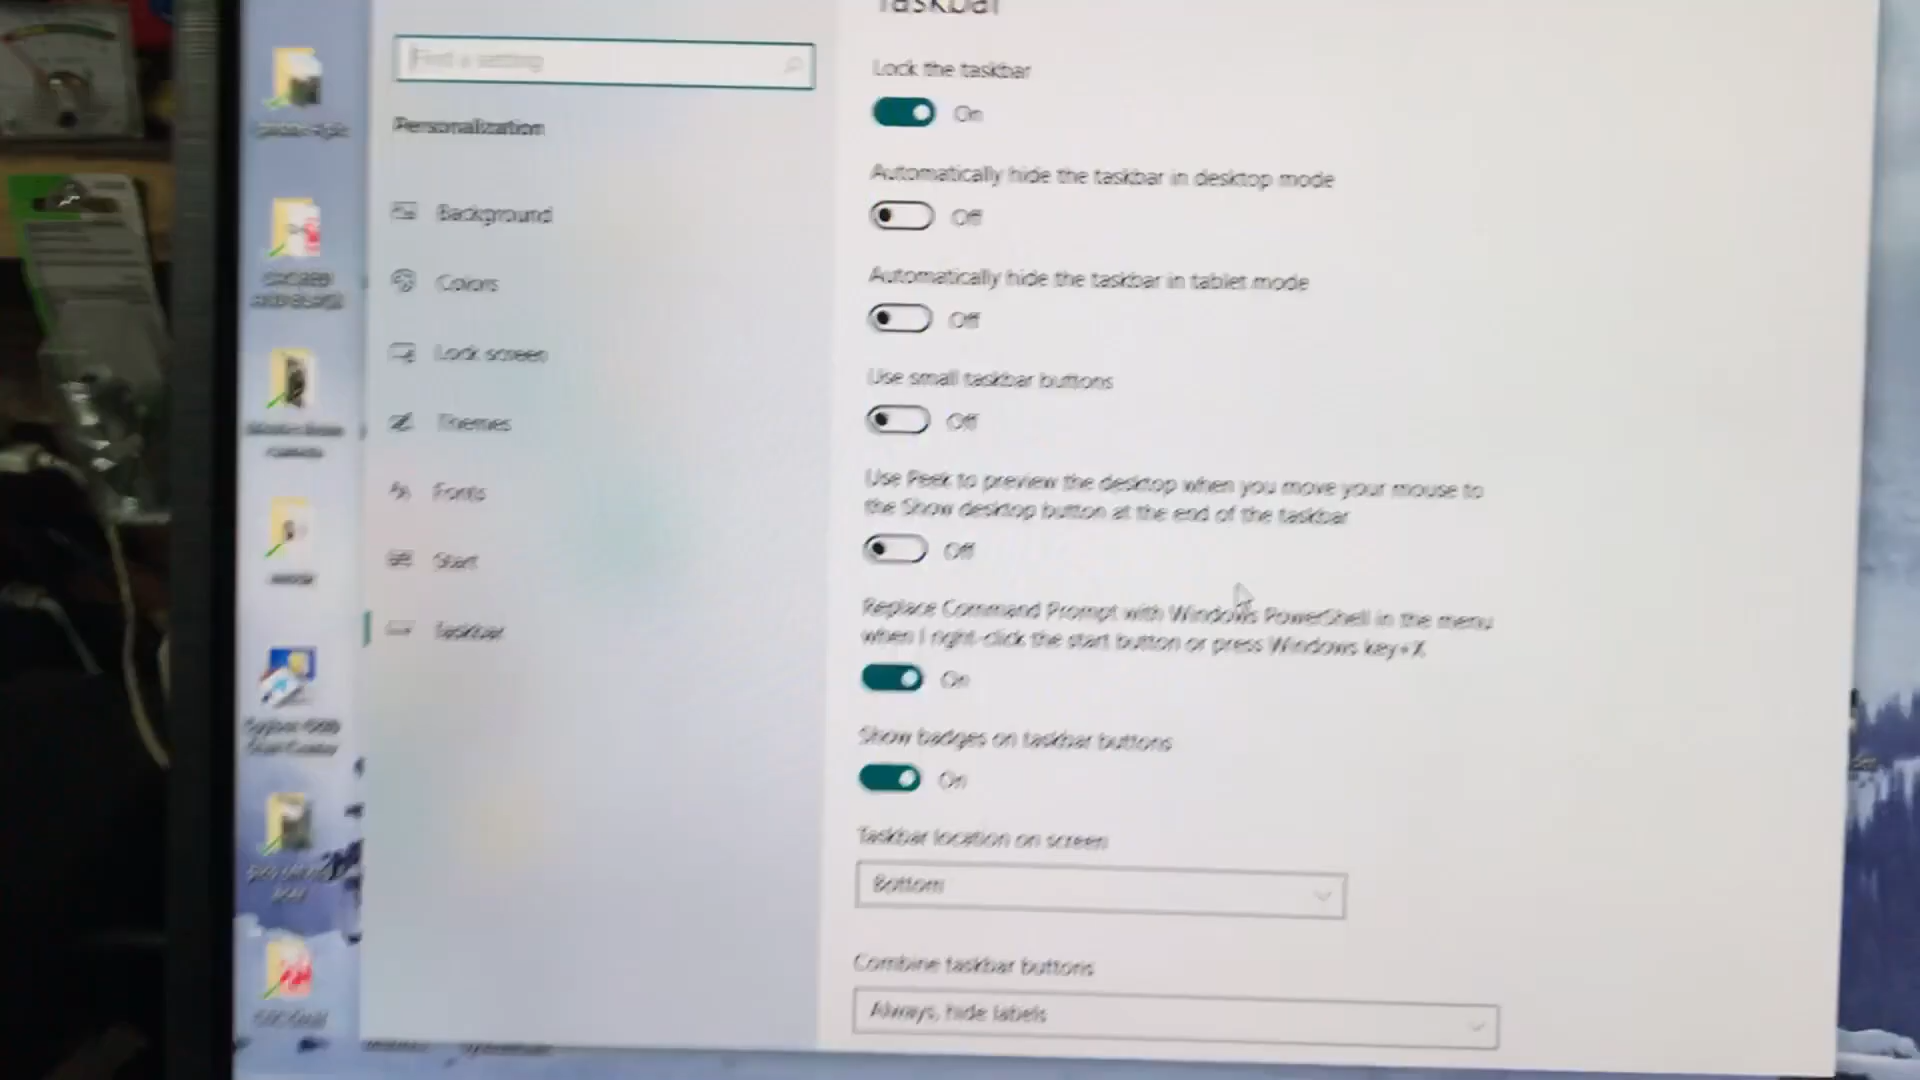 Taskbar
Find a setting
Lock the taskbar
On
Personalization
Automatically hide the taskbar in desktop mode
Off
Background
Automatically hide the taskbar in tablet mode
Off
Colors
Lock screen
Use small taskbar buttons
Off
Themes
Use Peek to preview the desktop when you move your mouse to
the Show desktop button at the end of the taskbar
Off
Fonts
Start
Replace Command Prompt with Windows PowerShell in the menu
when I right-click the start button or press Windows key+X
On
Taskbar
Show badges on taskbar buttons
On
Taskbar location on screen
Bottom
Combine taskbar buttons
Always, hide labels